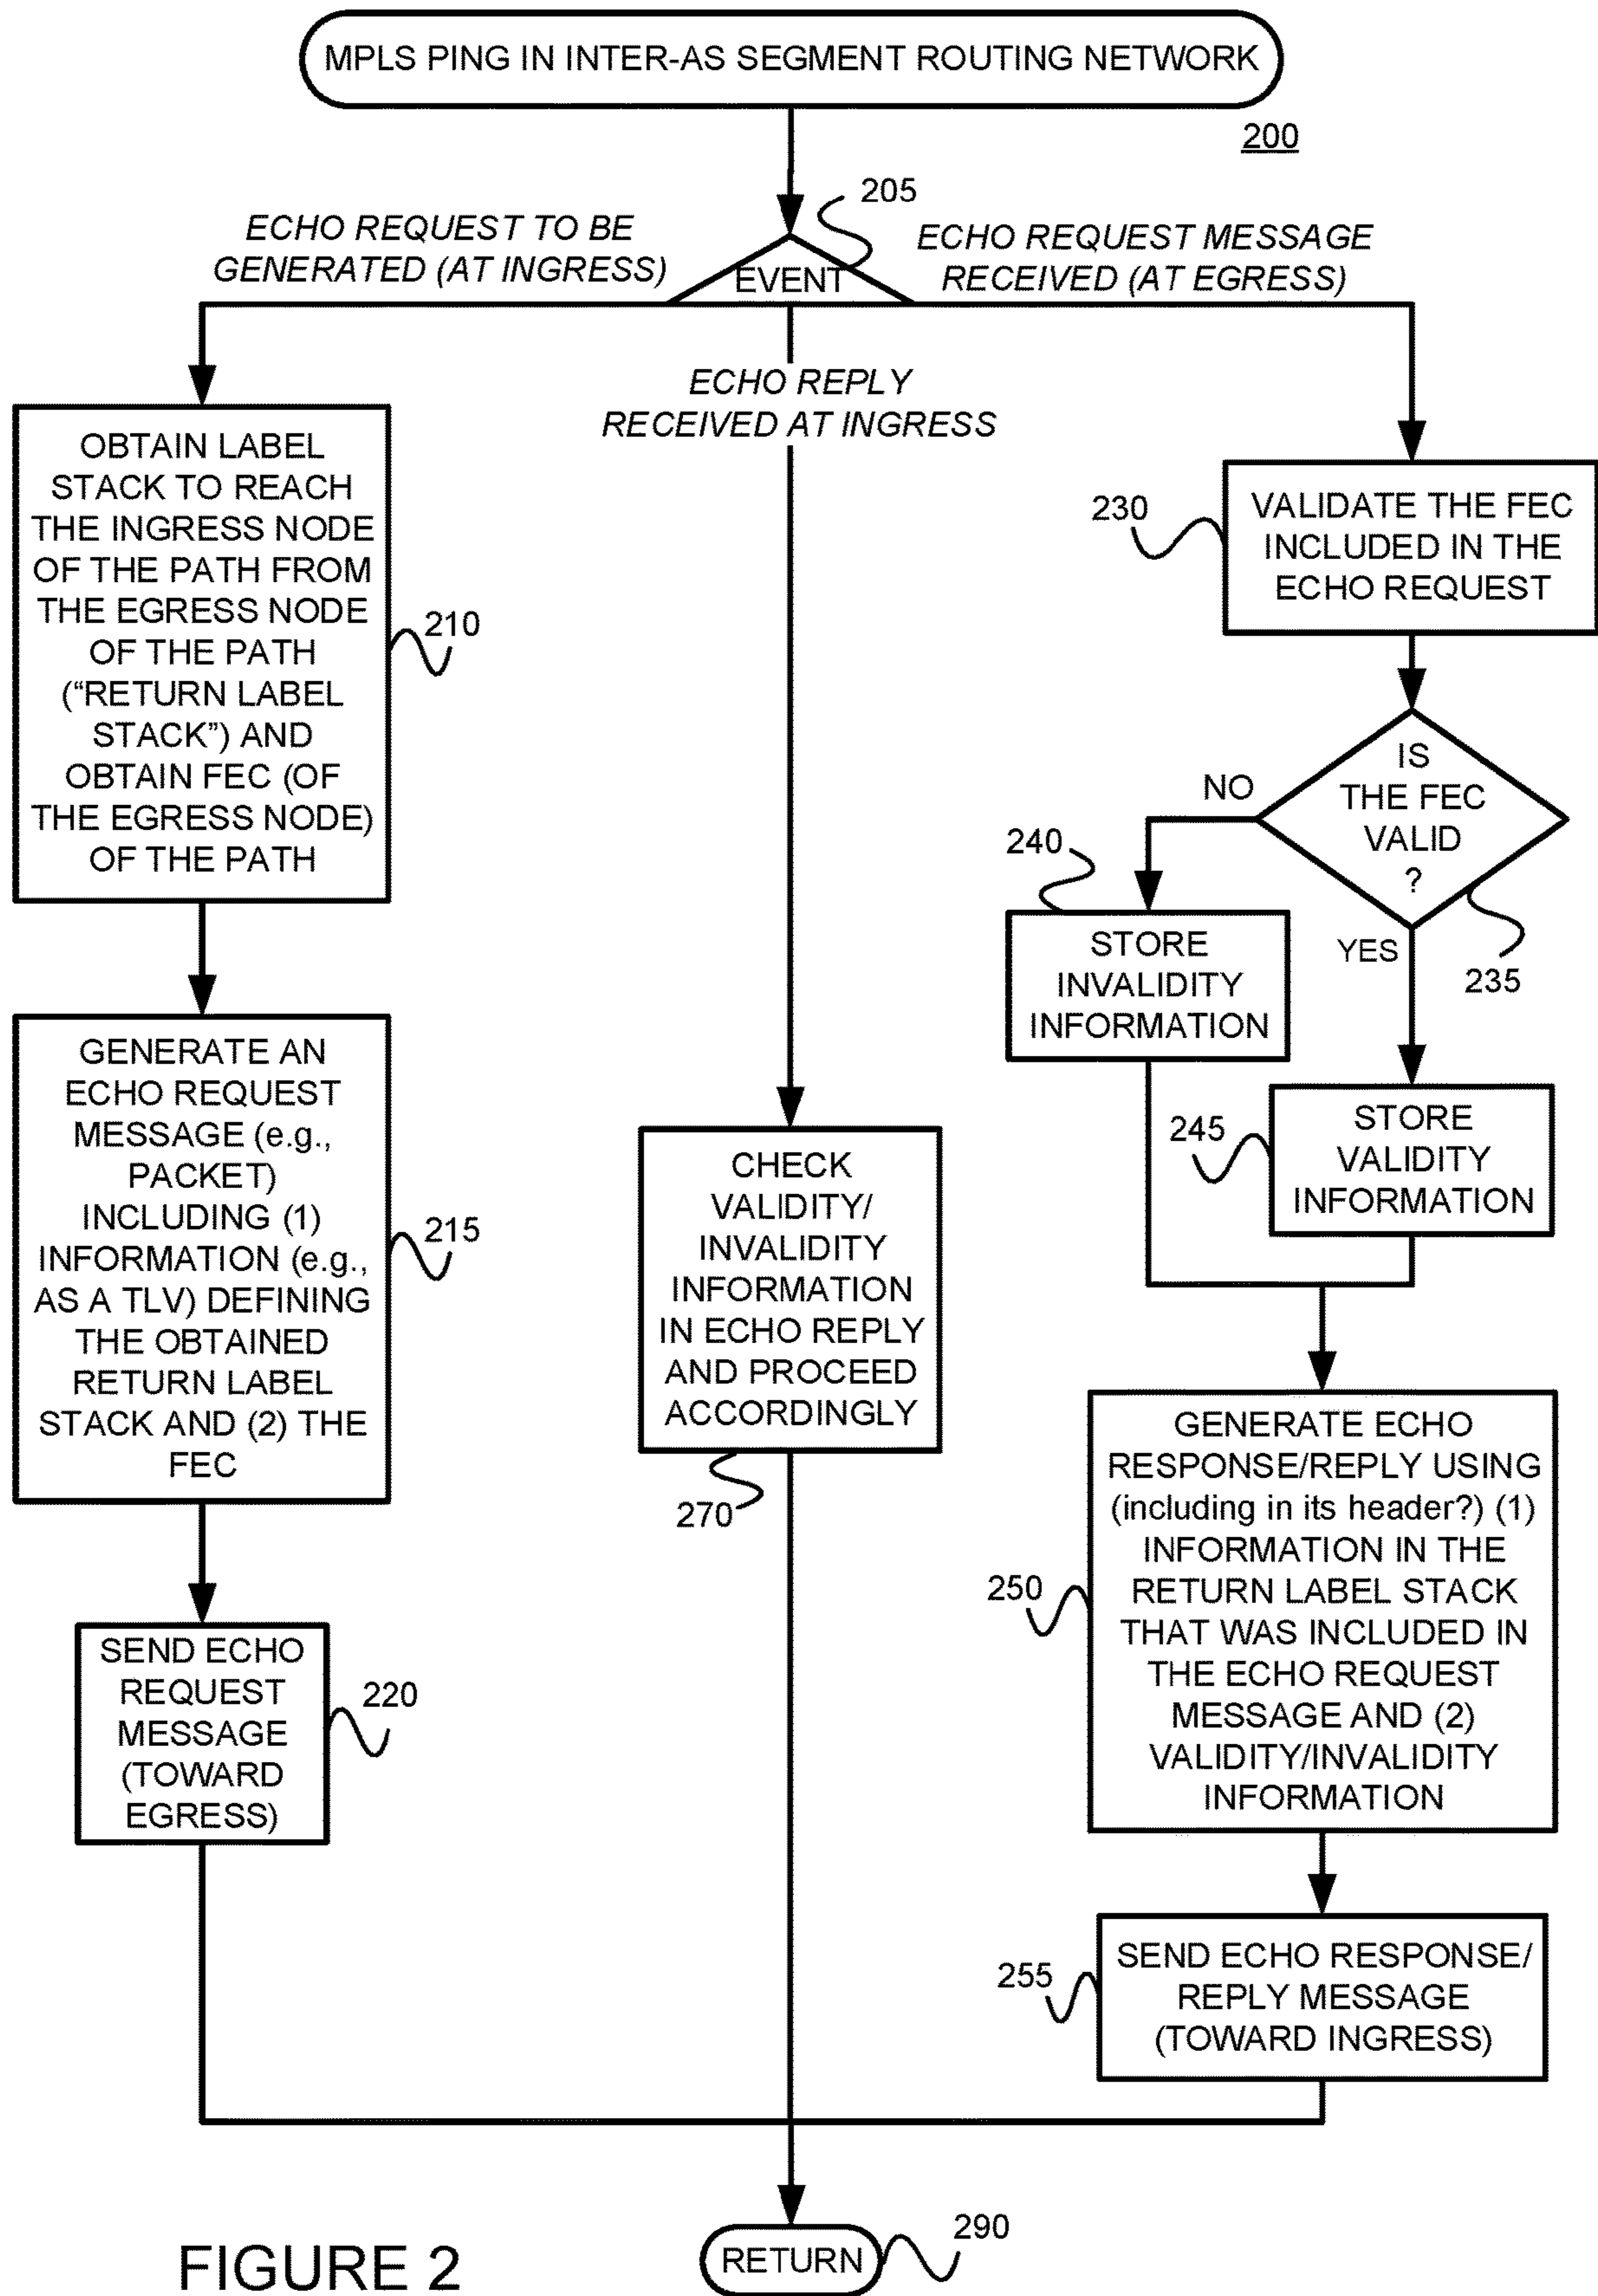 MPLS PING IN INTER-AS SEGMENT ROUTING NETWORK
200
205
EVENT
ECHO REQUEST TO BE
GENERATED (AT INGRESS)
ECHO REQUEST MESSAGE
RECEIVED (AT EGRESS)
ECHO REPLY
RECEIVED AT INGRESS
OBTAIN LABEL
STACK TO REACH
THE INGRESS NODE
OF THE PATH FROM
THE EGRESS NODE
OF THE PATH
(“RETURN LABEL
STACK”) AND
OBTAIN FEC (OF
THE EGRESS NODE)
OF THE PATH
210
GENERATE AN
ECHO REQUEST
MESSAGE (e.g.,
PACKET)
INCLUDING (1)
INFORMATION (e.g.,
AS A TLV) DEFINING
THE OBTAINED
RETURN LABEL
STACK AND (2) THE
FEC
215
SEND ECHO
REQUEST
MESSAGE
(TOWARD
EGRESS)
220
CHECK
VALIDITY/
INVALIDITY
INFORMATION
IN ECHO REPLY
AND PROCEED
ACCORDINGLY
270
230
VALIDATE THE FEC
INCLUDED IN THE
ECHO REQUEST
IS
THE FEC
VALID
?
235
NO
YES
240
STORE
INVALIDITY
INFORMATION
245
STORE
VALIDITY
INFORMATION
GENERATE ECHO
RESPONSE/REPLY USING
(including in its header?) (1)
INFORMATION IN THE
RETURN LABEL STACK
THAT WAS INCLUDED IN
THE ECHO REQUEST
MESSAGE AND (2)
VALIDITY/INVALIDITY
INFORMATION
250
SEND ECHO RESPONSE/
REPLY MESSAGE
(TOWARD INGRESS)
255
RETURN
290
FIGURE 2